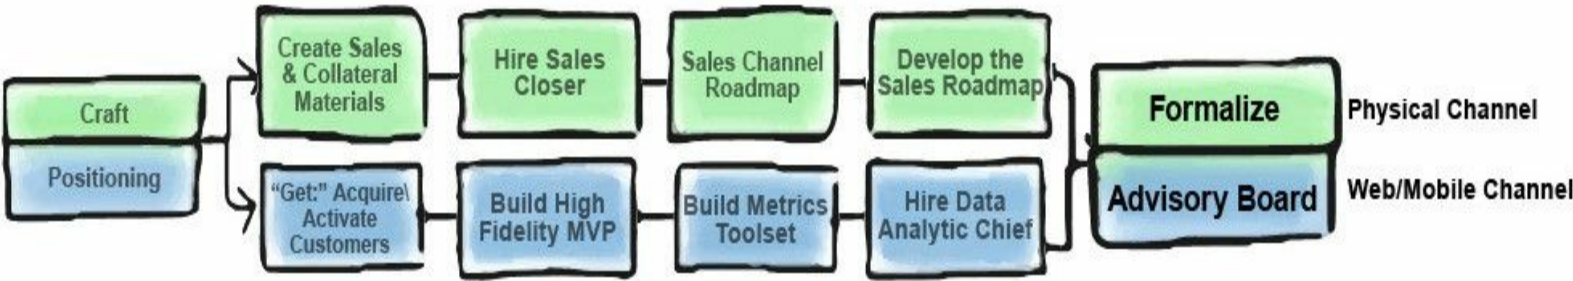 Craft
Positioning
Create Sales
& Collateral
Materials
Hire Sales
Closer
Sales Channel
Roadmap
Develop the
Sales Roadmap
"Get:" Acquire\
Activate
Customers
Build High
Fidelity MVP
Build Metrics
Toolset
Hire Data
Analytic Chief
Formalize
Advisory Board
Physical Channel
Web/Mobile Channel